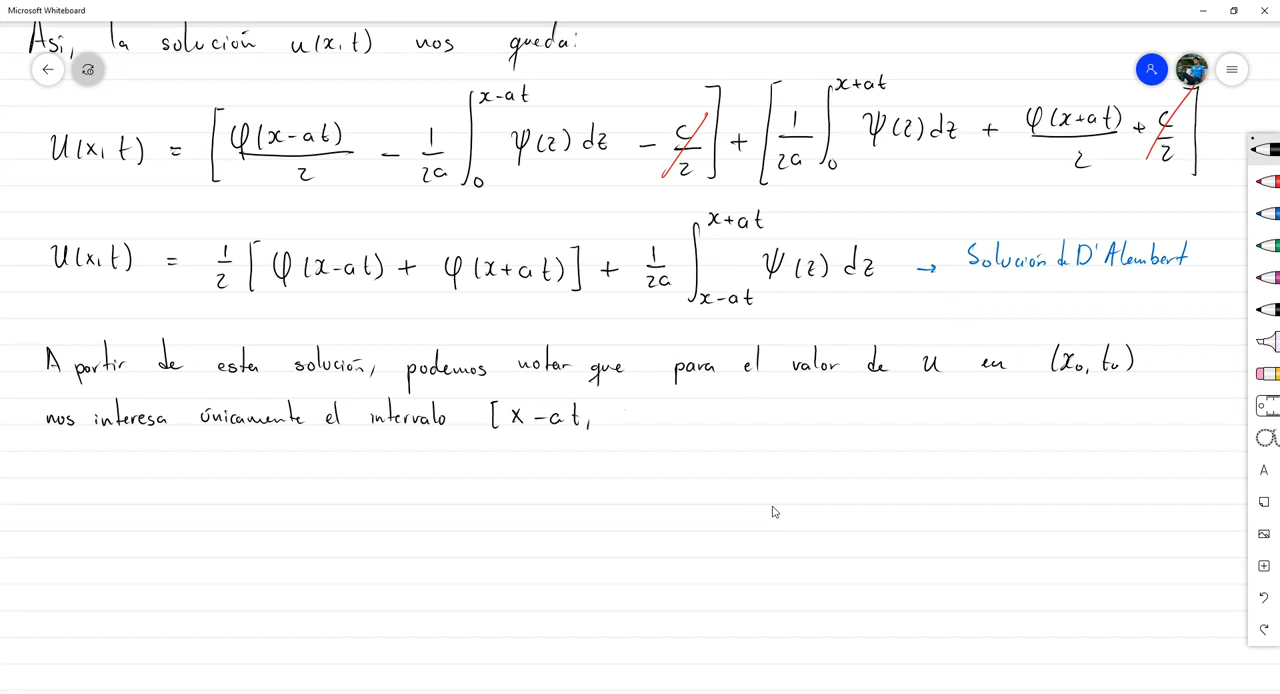 Microsoft Whiteboard
Así, la solución u(x,t) nos queda:
U(x,t) = [φ(x-at)/2 - 1/2a ∫_0^{x-at} ψ(z) dz - c/2] + [1/2a ∫_0^{x+at} ψ(z) dz + φ(x+at)/2 + c/2]
U(x,t) = 1/2 [φ(x-at) + φ(x+at)] + 1/2a ∫_{x-at}^{x+at} ψ(z) dz → Solución de D'Alembert
A partir de esta solución, podemos notar que para el valor de u en (x₀, t₀)
nos interesa únicamente el intervalo [x-at,
A